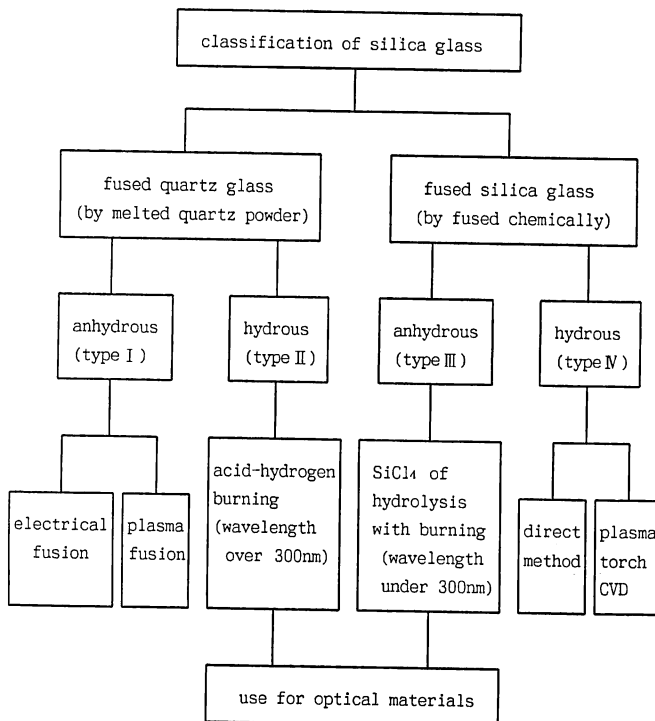 classification of silica glass
fused quartz glass
(by melted quartz powder)
fused silica glass
(by fused chemically)
anhydrous
(type Ⅰ)
hydrous
(type Ⅱ)
anhydrous
(type Ⅲ)
hydrous
(type Ⅳ)
electrical
fusion
plasma
fusion
acid-hydrogen
burning
(wavelength
over 300nm)
SiCl4 of
hydrolysis
with burning
(wavelength
under 300nm)
direct
method
plasma
torch
CVD
use for optical materials